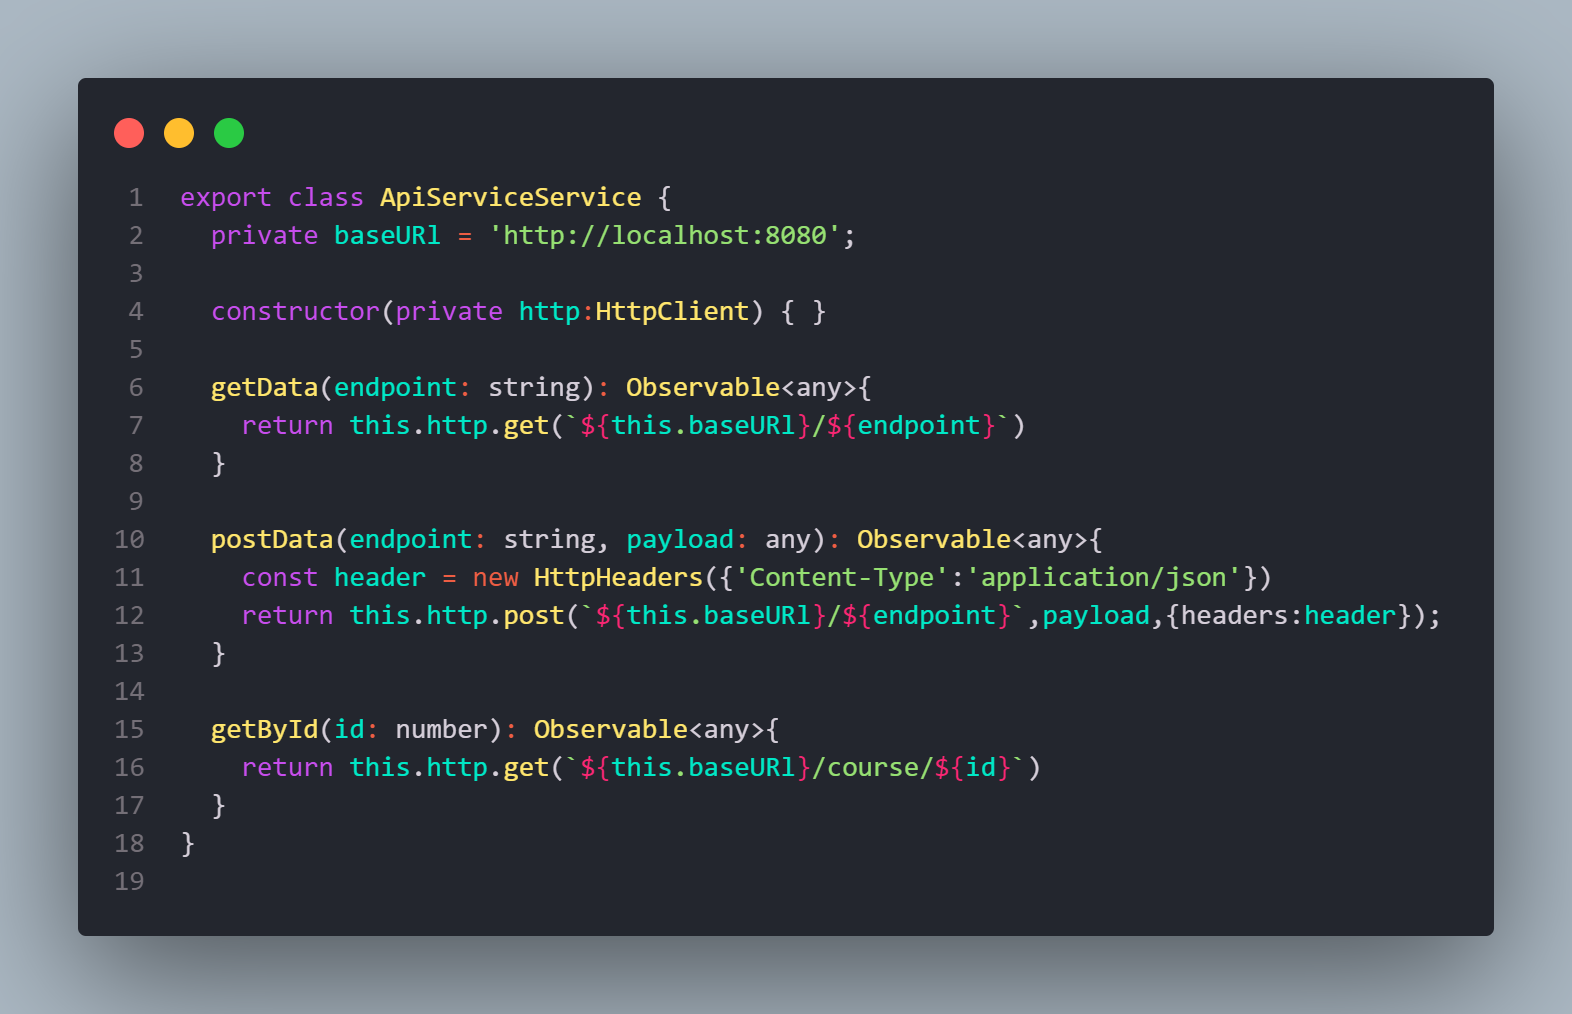 1 export class ApiServiceService {
2   private baseURl = 'http://localhost:8080';
3
4   constructor(private http:HttpClient) { }
5
6   getData(endpoint: string): Observable<any>{
7     return this.http.get(`${this.baseURl}/${endpoint}`)
8   }
9
10   postData(endpoint: string, payload: any): Observable<any>{
11     const header = new HttpHeaders({'Content-Type':'application/json'})
12     return this.http.post(`${this.baseURl}/${endpoint}`,payload,{headers:header});
13   }
14
15   getById(id: number): Observable<any>{
16     return this.http.get(`${this.baseURl}/course/${id}`)
17   }
18 }
19